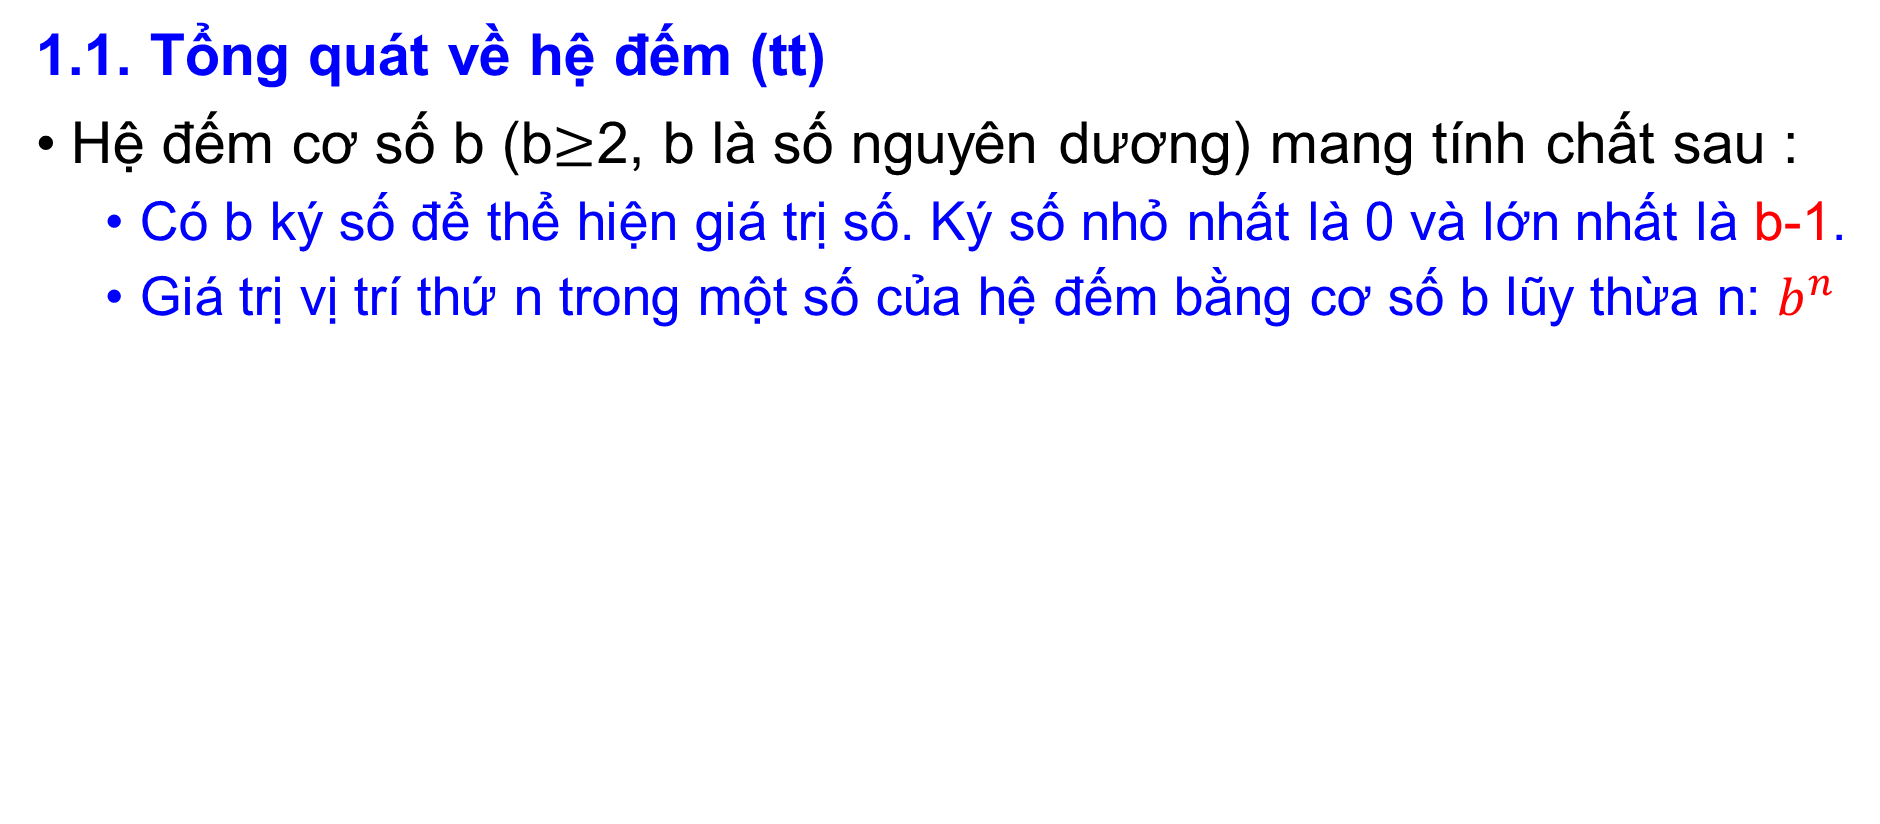 1.1. Tổng quát về hệ đếm (tt)
• Hệ đếm cơ số b (b≥2, b là số nguyên dương) mang tính chất sau :
• Có b ký số để thể hiện giá trị số. Ký số nhỏ nhất là 0 và lớn nhất là b-1.
• Giá trị vị trí thứ n trong một số của hệ đếm bằng cơ số b lũy thừa n: 𝑏ⁿ